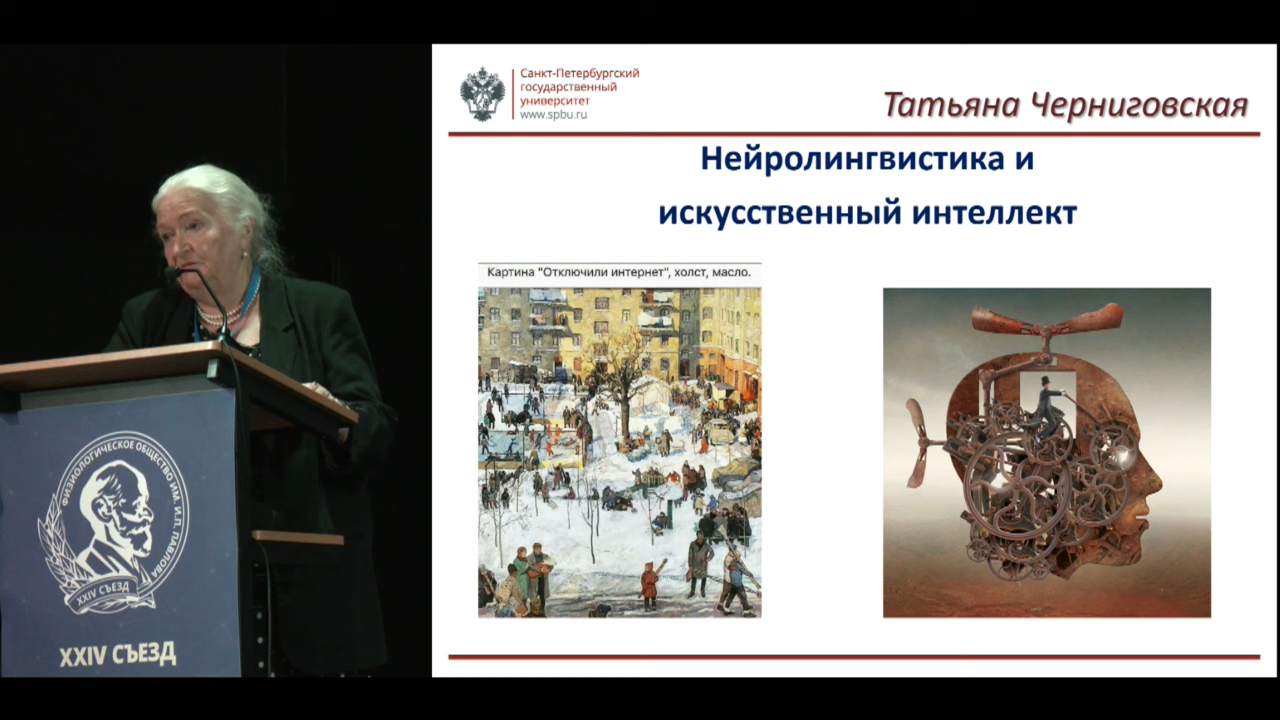 Санкт-Петербургский
государственный
университет
www.spbu.ru
Татьяна Черниговская
Нейролингвистика и
искусственный интеллект
Картина "Отключили интернет", холст, масло.
ФИЗИОЛОГИЧЕСКОЕ ОБЩЕСТВО ИМ. И.П. ПАВЛОВА
XXIV СЪЕЗД
XXIV СЪЕЗД